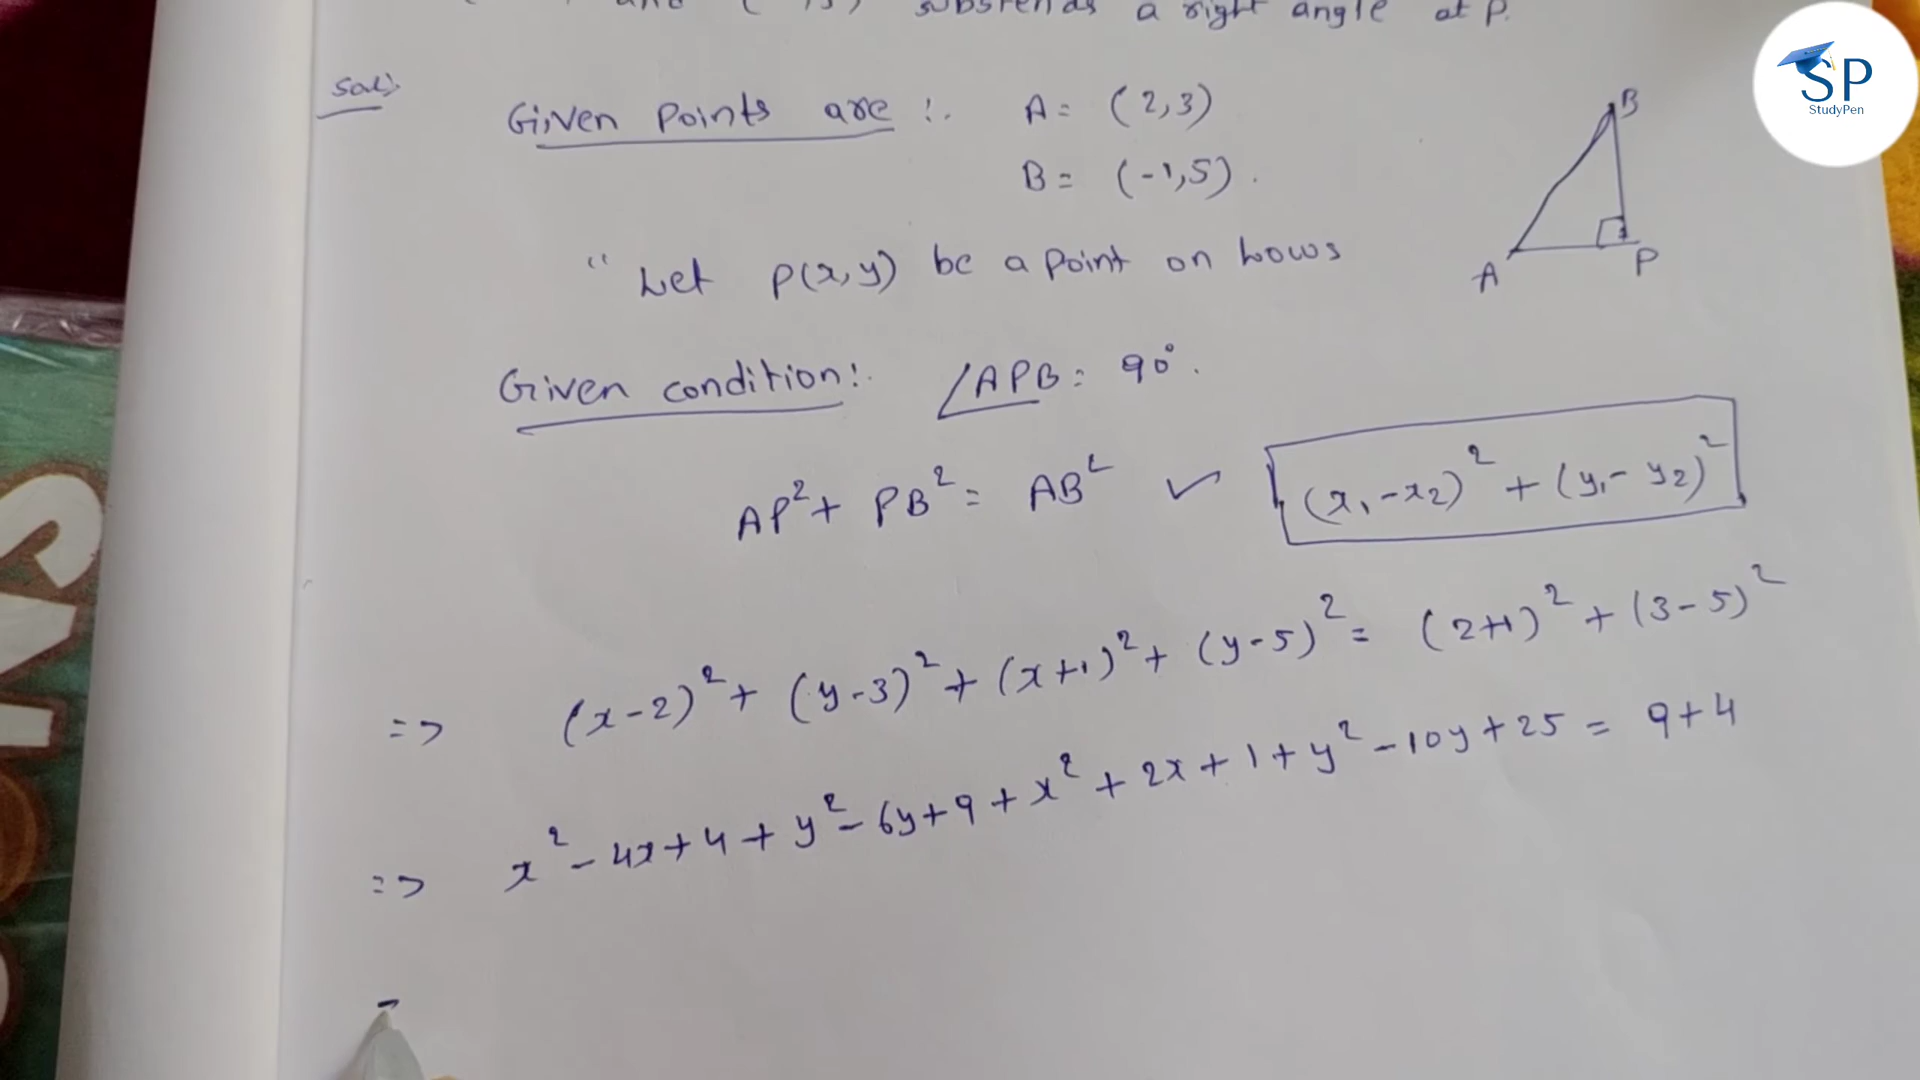 substends a right angle at P.
SP
StudyPen
Sol)
Given Points are :. A = (2,3)
B = (-1,5).
B
A P
" Let P(x,y) be a point on Lows
Given condition:. ∠APB = 90°.
AP² + PB² = AB² ✓ (x₁-x₂)² + (y₁-y₂)²
=> (x-2)² + (y-3)² + (x+1)² + (y-5)² = (2+1)² + (3-5)²
=> x² - 4x + 4 + y² - 6y + 9 + x² + 2x + 1 + y² - 10y + 25 = 9 + 4